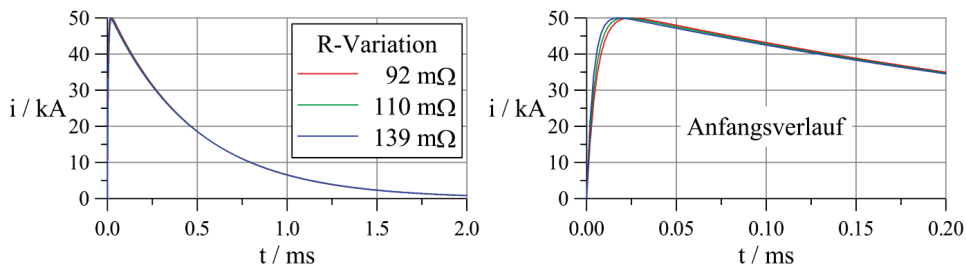 50
40
30
20
10
0
i / kA
R-Variation
92 mΩ
110 mΩ
139 mΩ
0.0 0.5 1.0 1.5 2.0
t / ms
50
40
30
20
10
0
i / kA
Anfangsverlauf
0.00 0.05 0.10 0.15 0.20
t / ms